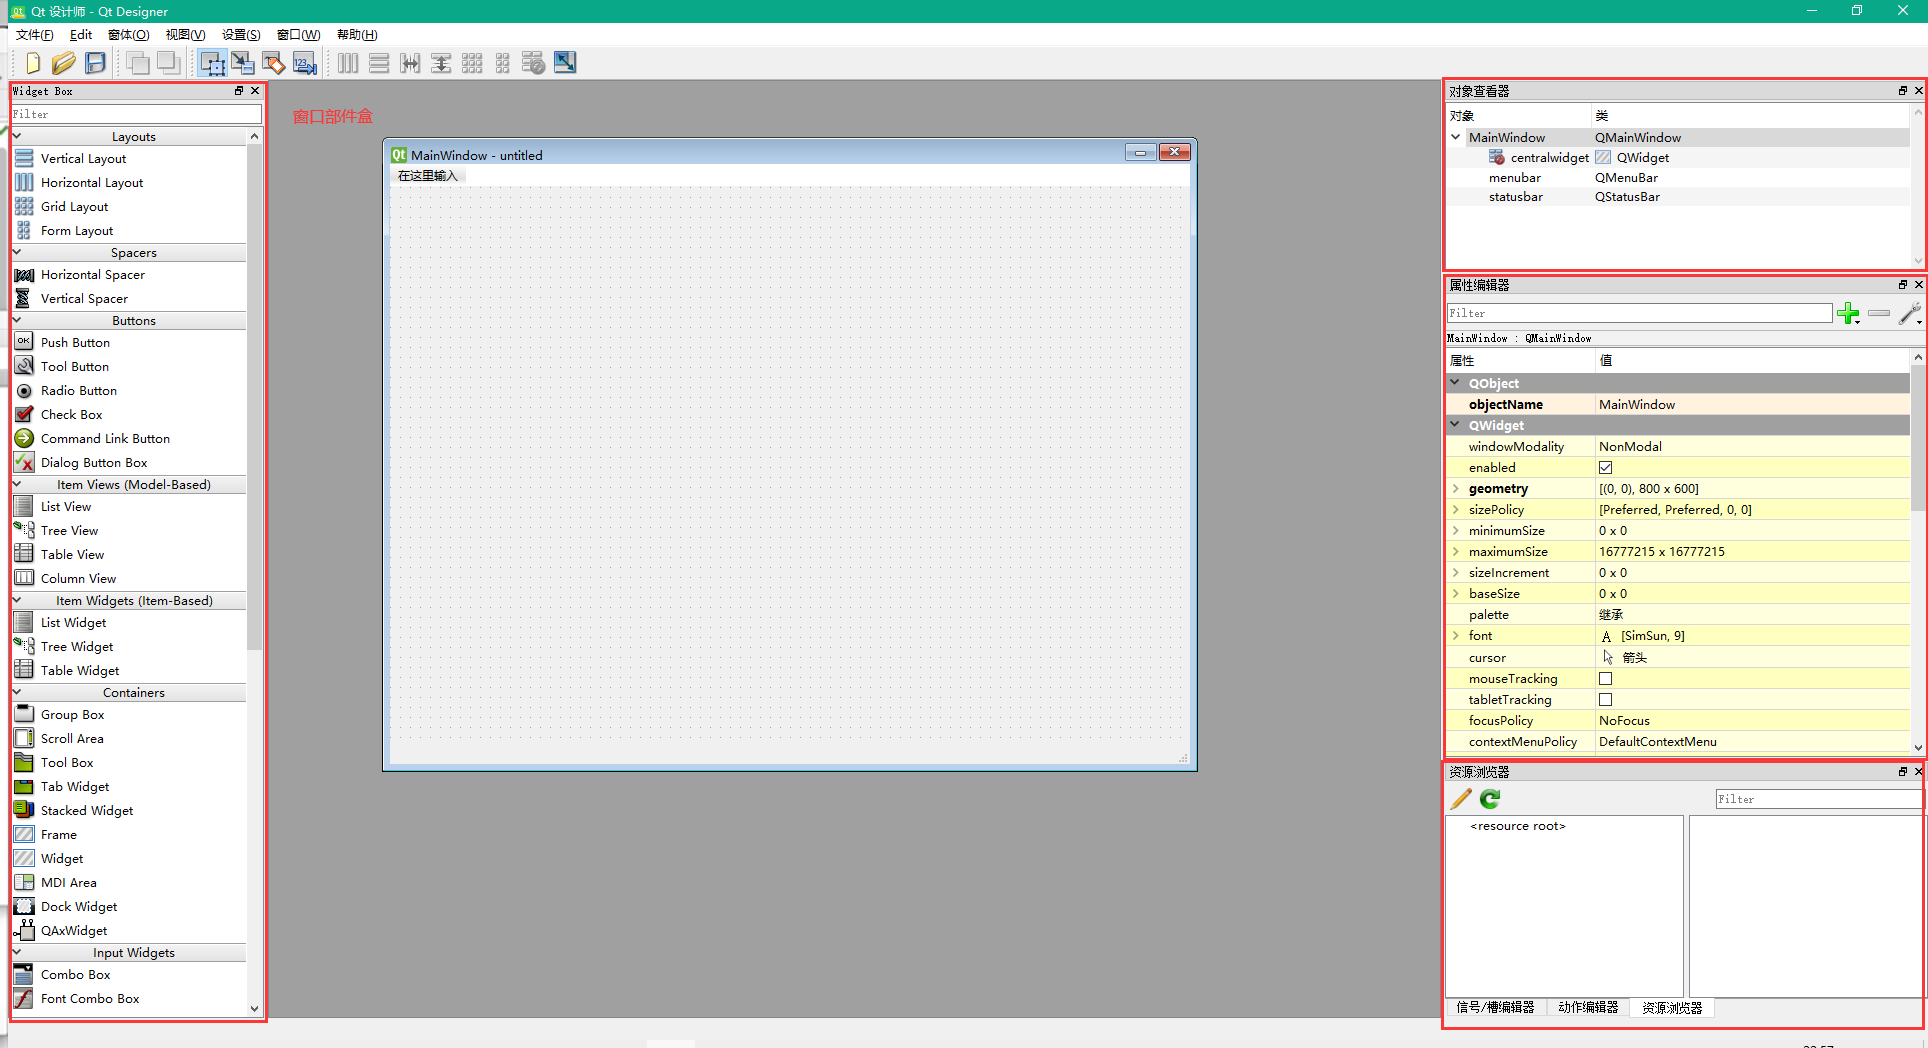 Qt 设计师 - Qt Designer
文件(F) Edit 窗体(O) 视图(V) 设置(S) 窗口(W) 帮助(H)
Widget Box
Filter
Layouts
Vertical Layout
Horizontal Layout
Grid Layout
Form Layout
Spacers
Horizontal Spacer
Vertical Spacer
Buttons
Push Button
Tool Button
Radio Button
Check Box
Command Link Button
Dialog Button Box
Item Views (Model-Based)
List View
Tree View
Table View
Column View
Item Widgets (Item-Based)
List Widget
Tree Widget
Table Widget
Containers
Group Box
Scroll Area
Tool Box
Tab Widget
Stacked Widget
Frame
Widget
MDI Area
Dock Widget
QAxWidget
Input Widgets
Combo Box
Font Combo Box
窗口部件盒
Qt MainWindow - untitled
在这里输入
对象查看器
对象 类
MainWindow QMainWindow
centralwidget QWidget
menubar QMenuBar
statusbar QStatusBar
属性编辑器
Filter
MainWindow : QMainWindow
属性 值
QObject
objectName MainWindow
QWidget
windowModality NonModal
enabled
geometry [(0, 0), 800 x 600]
sizePolicy [Preferred, Preferred, 0, 0]
minimumSize 0 x 0
maximumSize 16777215 x 16777215
sizeIncrement 0 x 0
baseSize 0 x 0
palette 继承
font A [SimSun, 9]
cursor 箭头
mouseTracking
tabletTracking
focusPolicy NoFocus
contextMenuPolicy DefaultContextMenu
资源浏览器
Filter
<resource root>
信号/槽编辑器 动作编辑器 资源浏览器